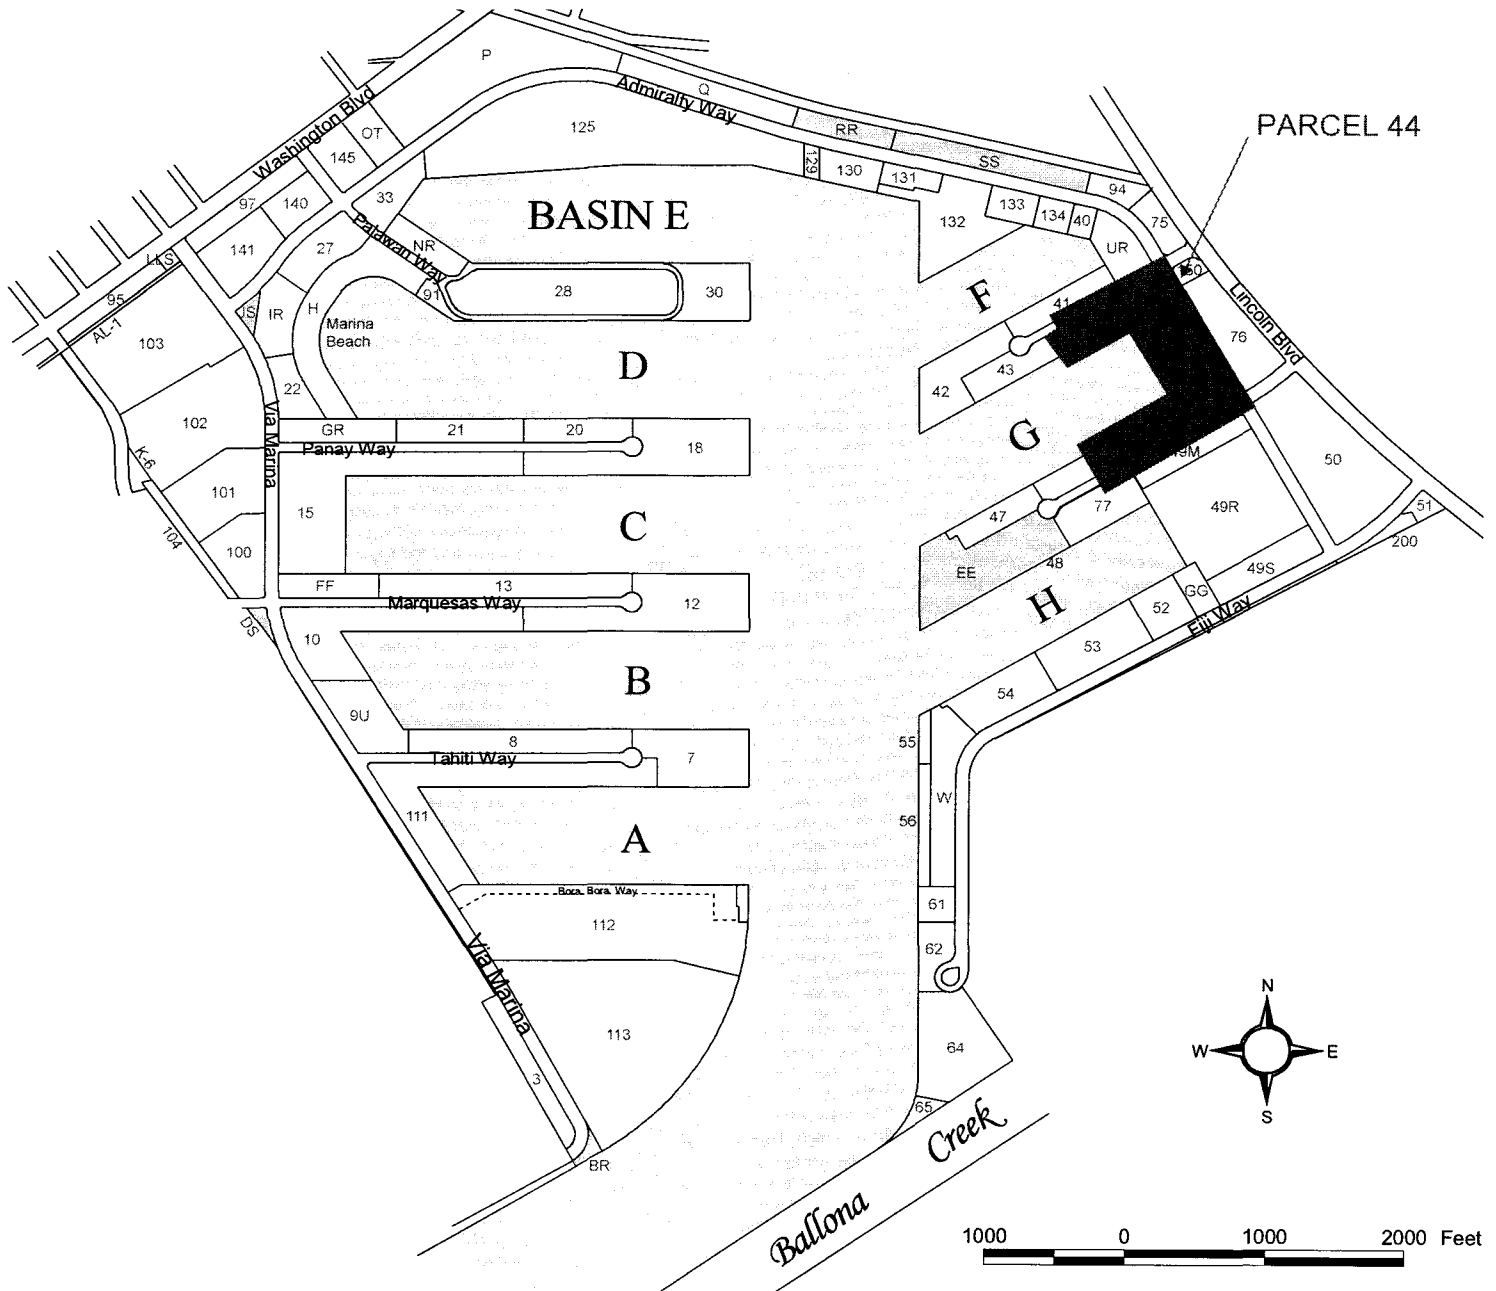 P
Q
Admiralty Way
Washington Blvd
OT
145
125
RR
SS
PARCEL 44
129
130
131
94
97
140
33
133
134
40
132
75
BASIN E
141
27
Palawan Way
NR
UR
LLS
150
95
AL-1
JS
IR
H
91
28
30
F
41
Lincoln Blvd
103
Marina
Beach
76
D
43
42
22
102
Via Marina
GR
21
20
Panay Way
18
G
K-6
49M
50
101
15
47
77
49R
51
104
100
C
EE
48
200
49S
FF
13
Marquesas Way
12
H
GG
52
Fiji Way
DS
10
53
B
54
9U
8
Tahiti Way
7
55
W
111
56
A
Bora Bora Way
61
112
62
Via Marina
N
113
W
E
64
3
S
65
BR
Ballona Creek
1000 0 1000 2000 Feet